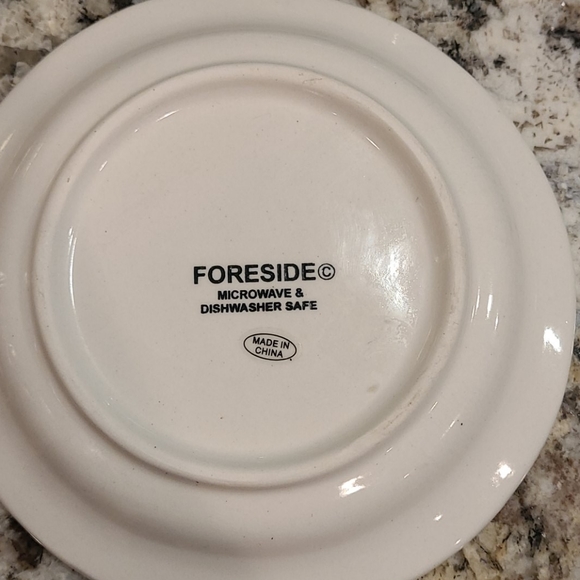 FORESIDE©
MICROWAVE &
DISHWASHER SAFE
MADE IN
CHINA